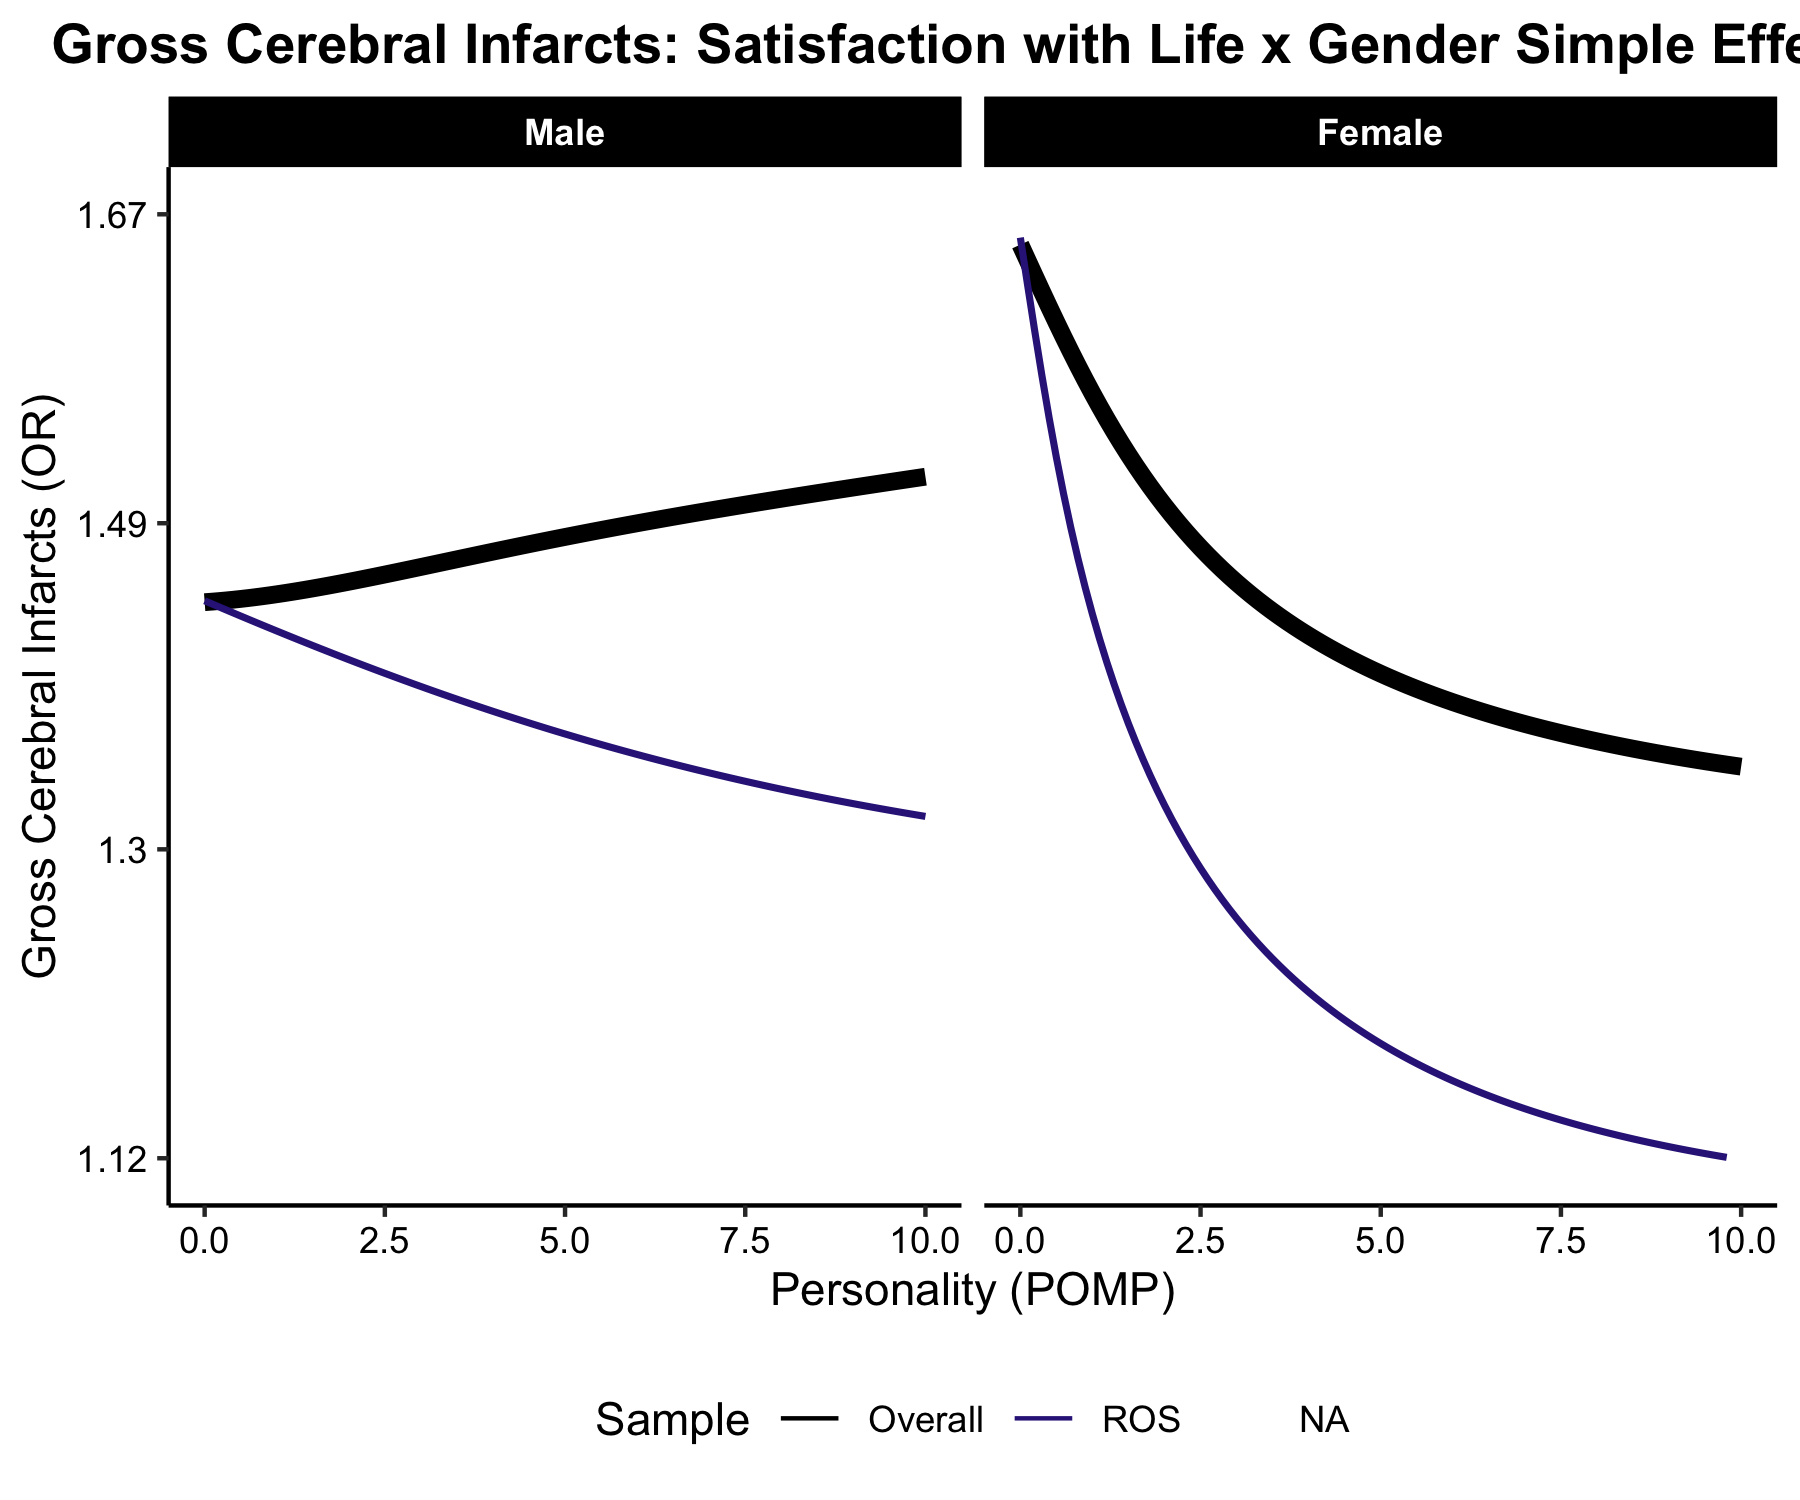 Gross Cerebral Infarcts: Satisfaction with Life x Gender Simple Effe
Male
Female
Gross Cerebral Infarcts (OR)
1.67
1.49
1.3
1.12
0.0 2.5 5.0 7.5 10.0
0.0 2.5 5.0 7.5 10.0
Personality (POMP)
Sample Overall ROS NA